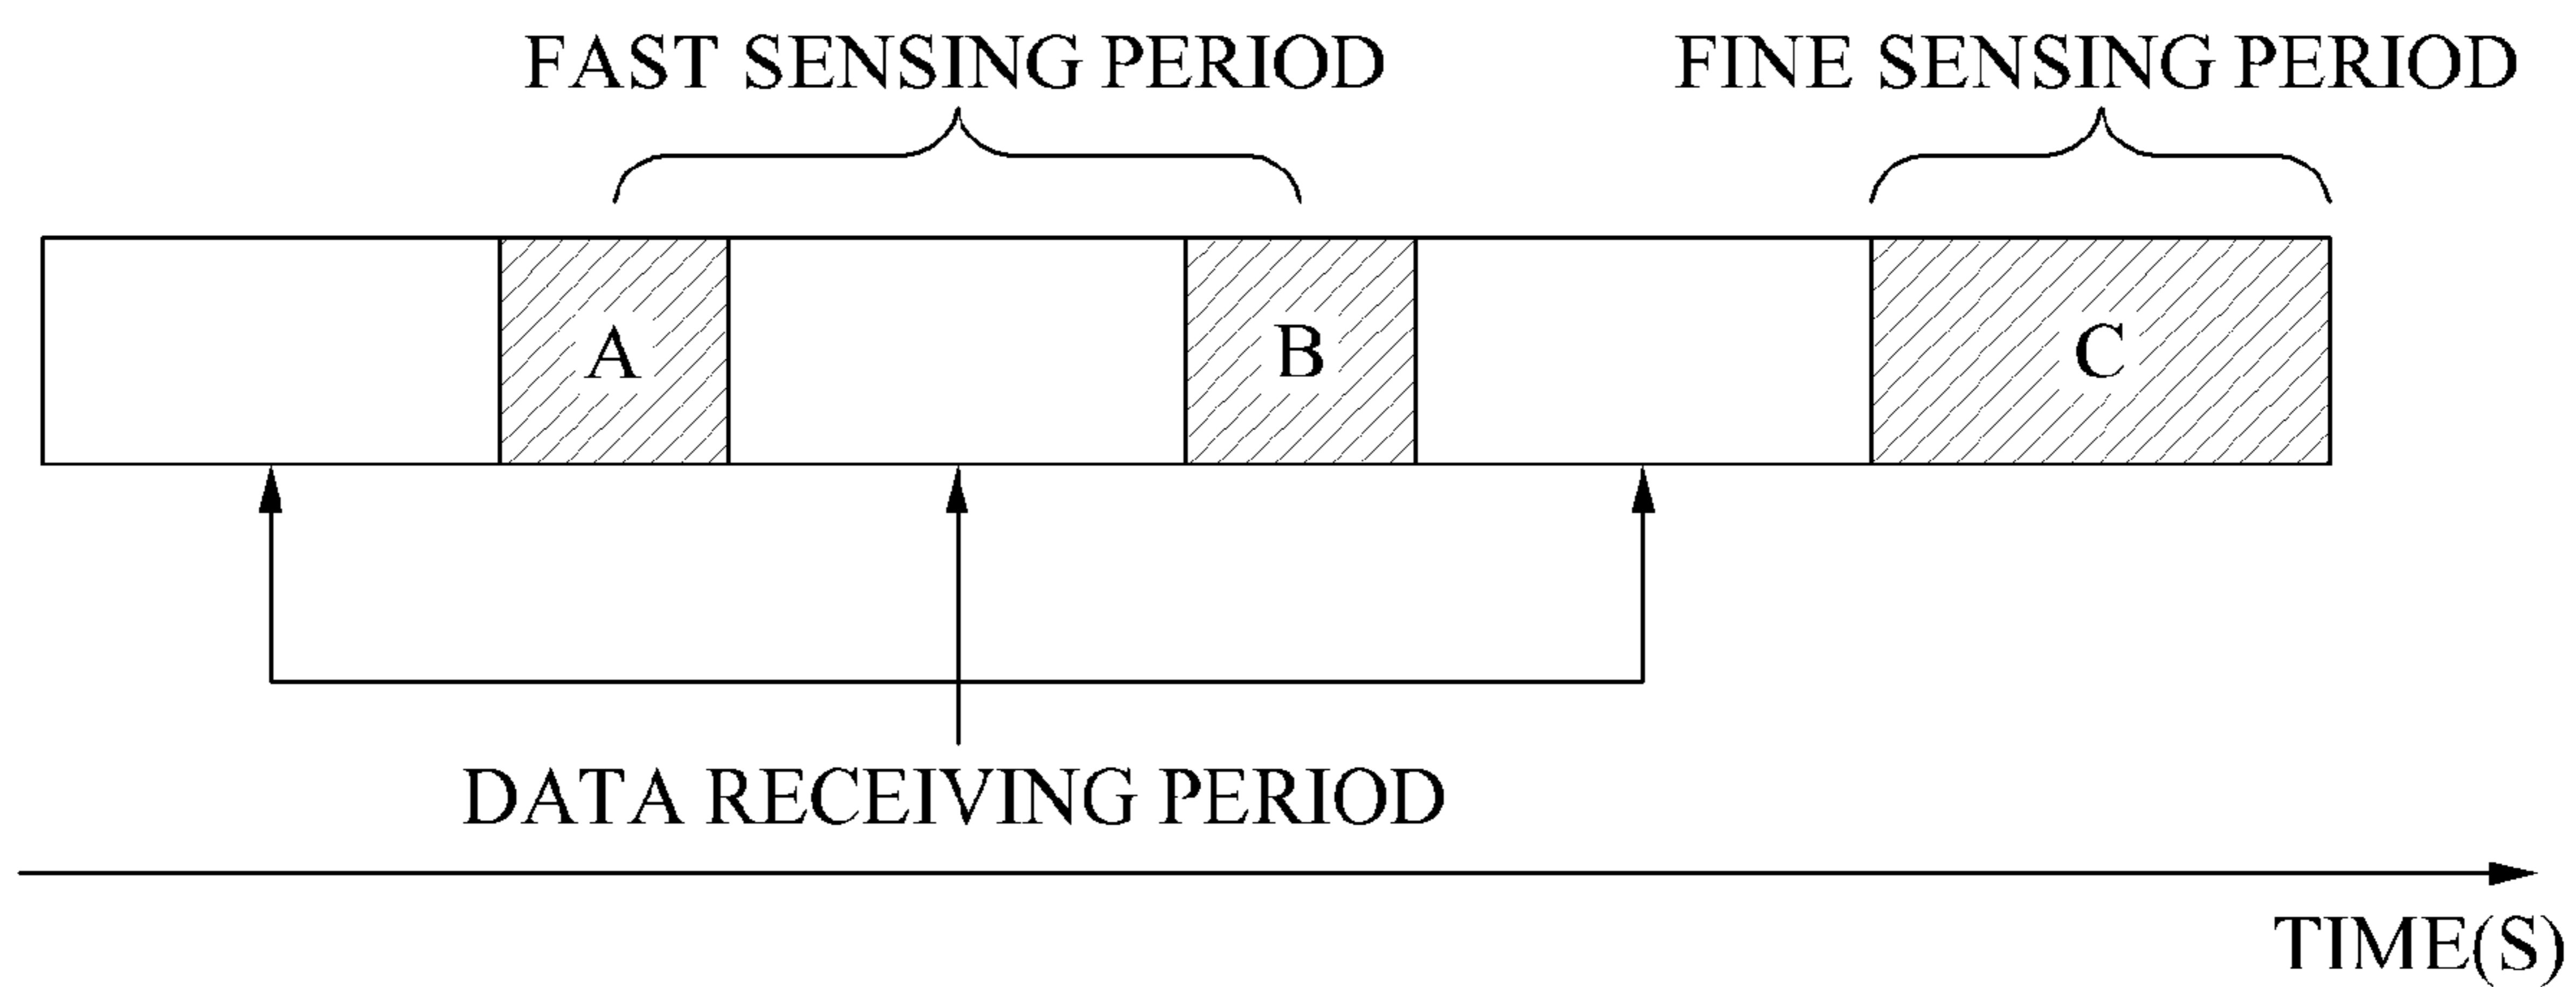 FAST SENSING PERIOD
FINE SENSING PERIOD
A
B
C
DATA RECEIVING PERIOD
TIME(S)